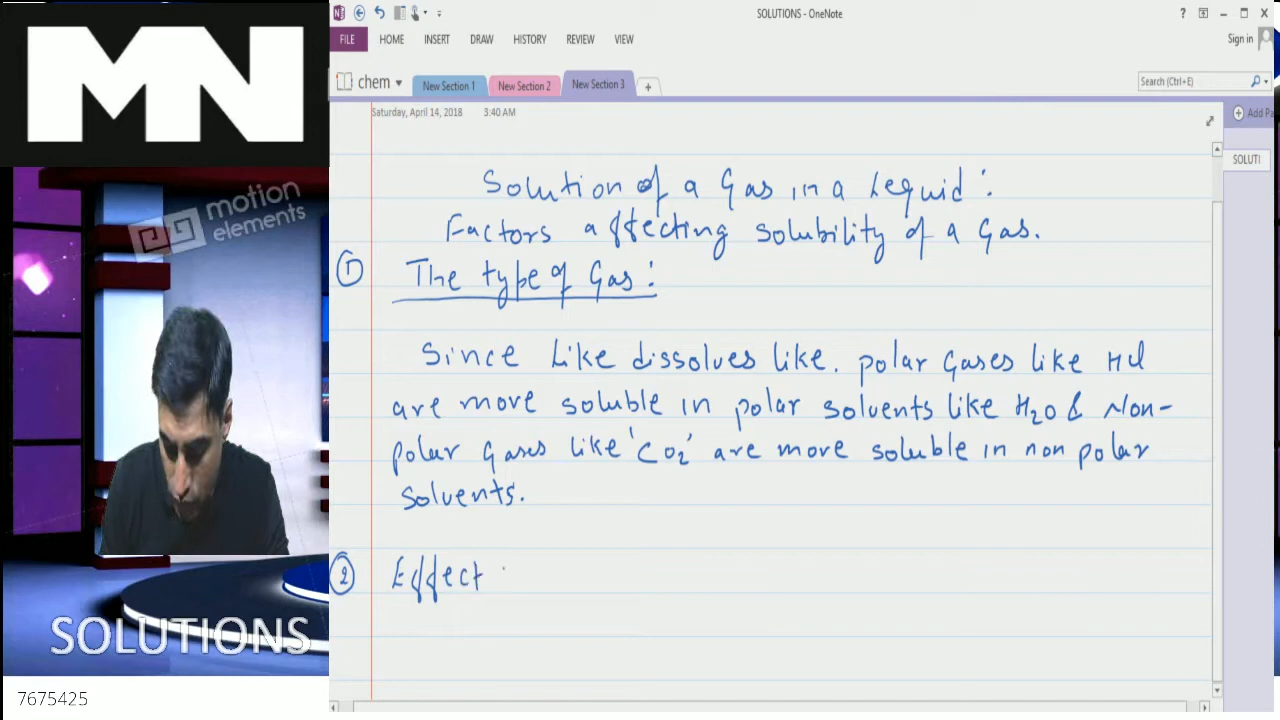 MN
SOLUTIONS - OneNote
?
FILE HOME INSERT DRAW HISTORY REVIEW VIEW
Sign in
chem New Section 1 New Section 2 New Section 3 +
Search (Ctrl+E)
Saturday, April 14, 2018 3:40 AM
Add Pa
SOLUTI
motion
elements
Solution of a Gas in a Lequid:
Factors affecting solubility of a Gas.
① The type of Gas:
Since Like dissolves like. polar Gases like HCl
are more soluble in polar solvents like H₂O & Non-
polar Gases like 'CO₂' are more soluble in non polar
solvents.
② Effect
SOLUTIONS
7675425